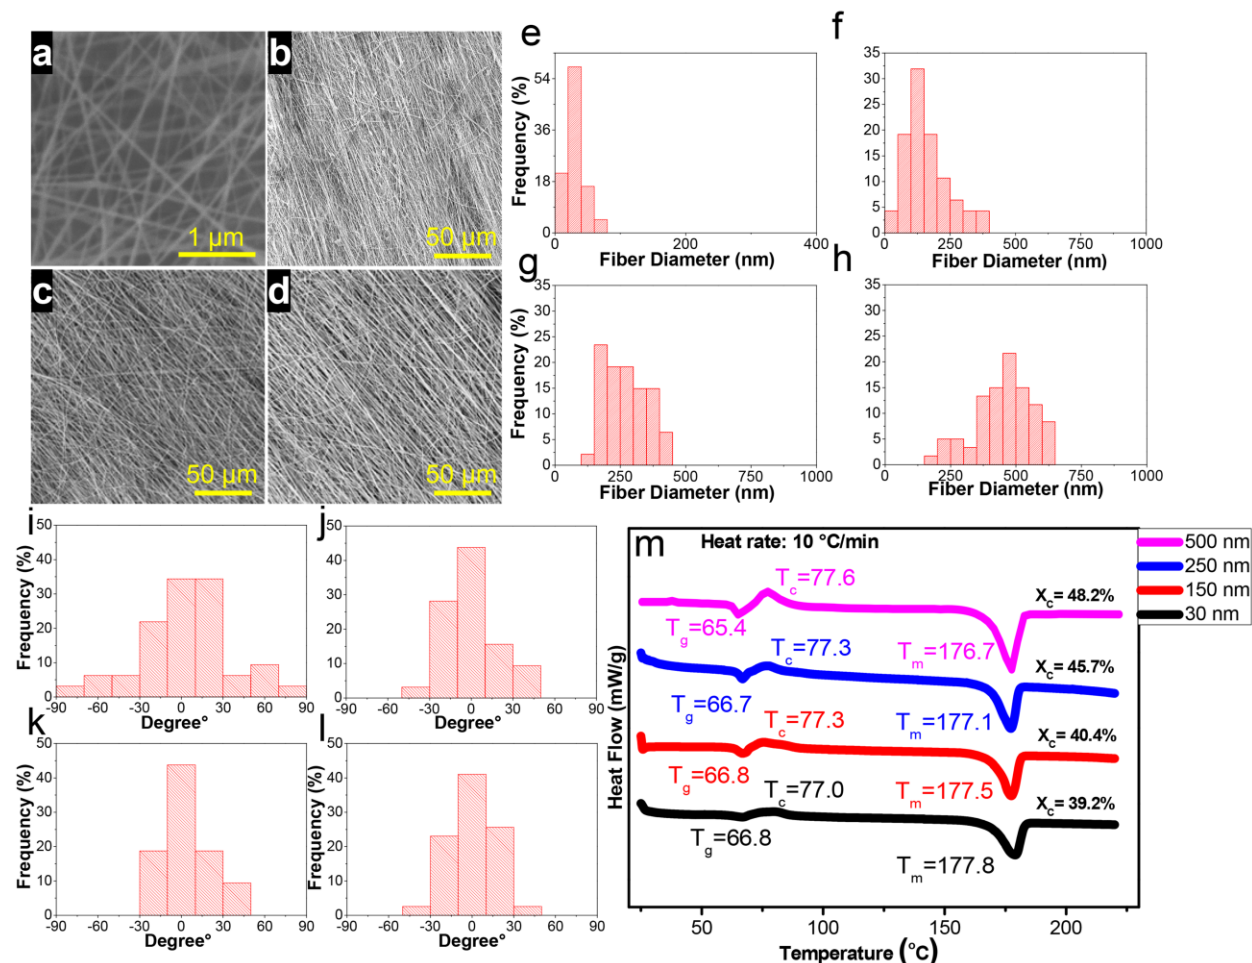 a
1 μm
b
50 μm
c
50 μm
d
50 μm
e
Frequency (%)
54
36
18
0
0
200
400
Fiber Diameter (nm)
f
35
30
25
20
15
10
5
0
0
250
500
750
1000
Fiber Diameter (nm)
g
Frequency (%)
35
30
25
20
15
10
5
0
0
250
500
750
1000
Fiber Diameter (nm)
h
35
30
25
20
15
10
5
0
0
250
500
750
1000
Fiber Diameter (nm)
i
Frequency (%)
50
40
30
20
10
0
-90
-60
-30
0
30
60
90
Degree°
j
Frequency (%)
50
40
30
20
10
0
-90
-60
-30
0
30
60
90
Degree°
k
Frequency (%)
50
40
30
20
10
0
-90
-60
-30
0
30
60
90
Degree°
l
Frequency (%)
50
40
30
20
10
0
-90
-60
-30
0
30
60
90
Degree°
m
Heat rate: 10 °C/min
500 nm
250 nm
150 nm
30 nm
Tc=77.6
Tg=65.4
Tm=176.7
Xc= 48.2%
Tc=77.3
Tg=66.7
Tm=177.1
Xc= 45.7%
Tc=77.3
Tg=66.8
Tm=177.5
Xc= 40.4%
Tc=77.0
Tg=66.8
Tm=177.8
Xc= 39.2%
Heat Flow (mW/g)
50
100
150
200
Temperature (°C)